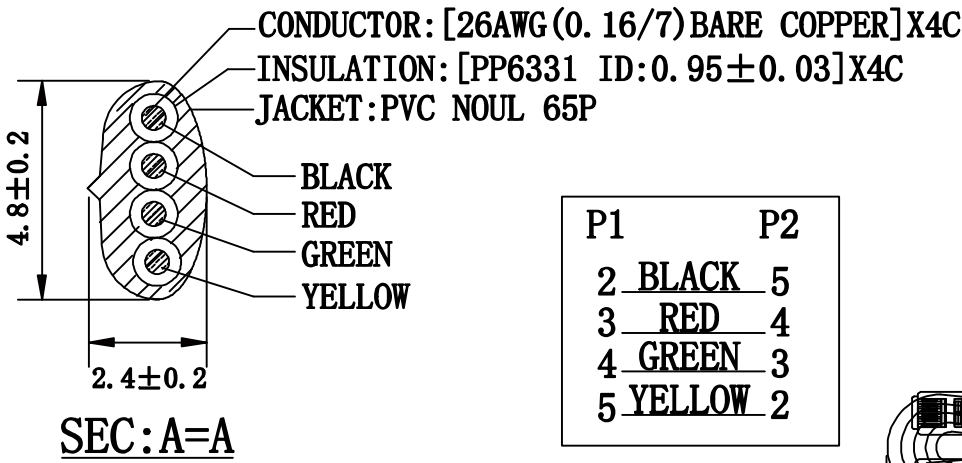 CONDUCTOR:[26AWG(0.16/7)BARE COPPER]X4C
INSULATION:[PP6331 ID:0.95±0.03]X4C
JACKET:PVC NOUL 65P
4.8±0.2
BLACK
RED
GREEN
YELLOW
2.4±0.2
SEC:A=A
P1 P2
2 BLACK 5
3 RED 4
4 GREEN 3
5 YELLOW 2